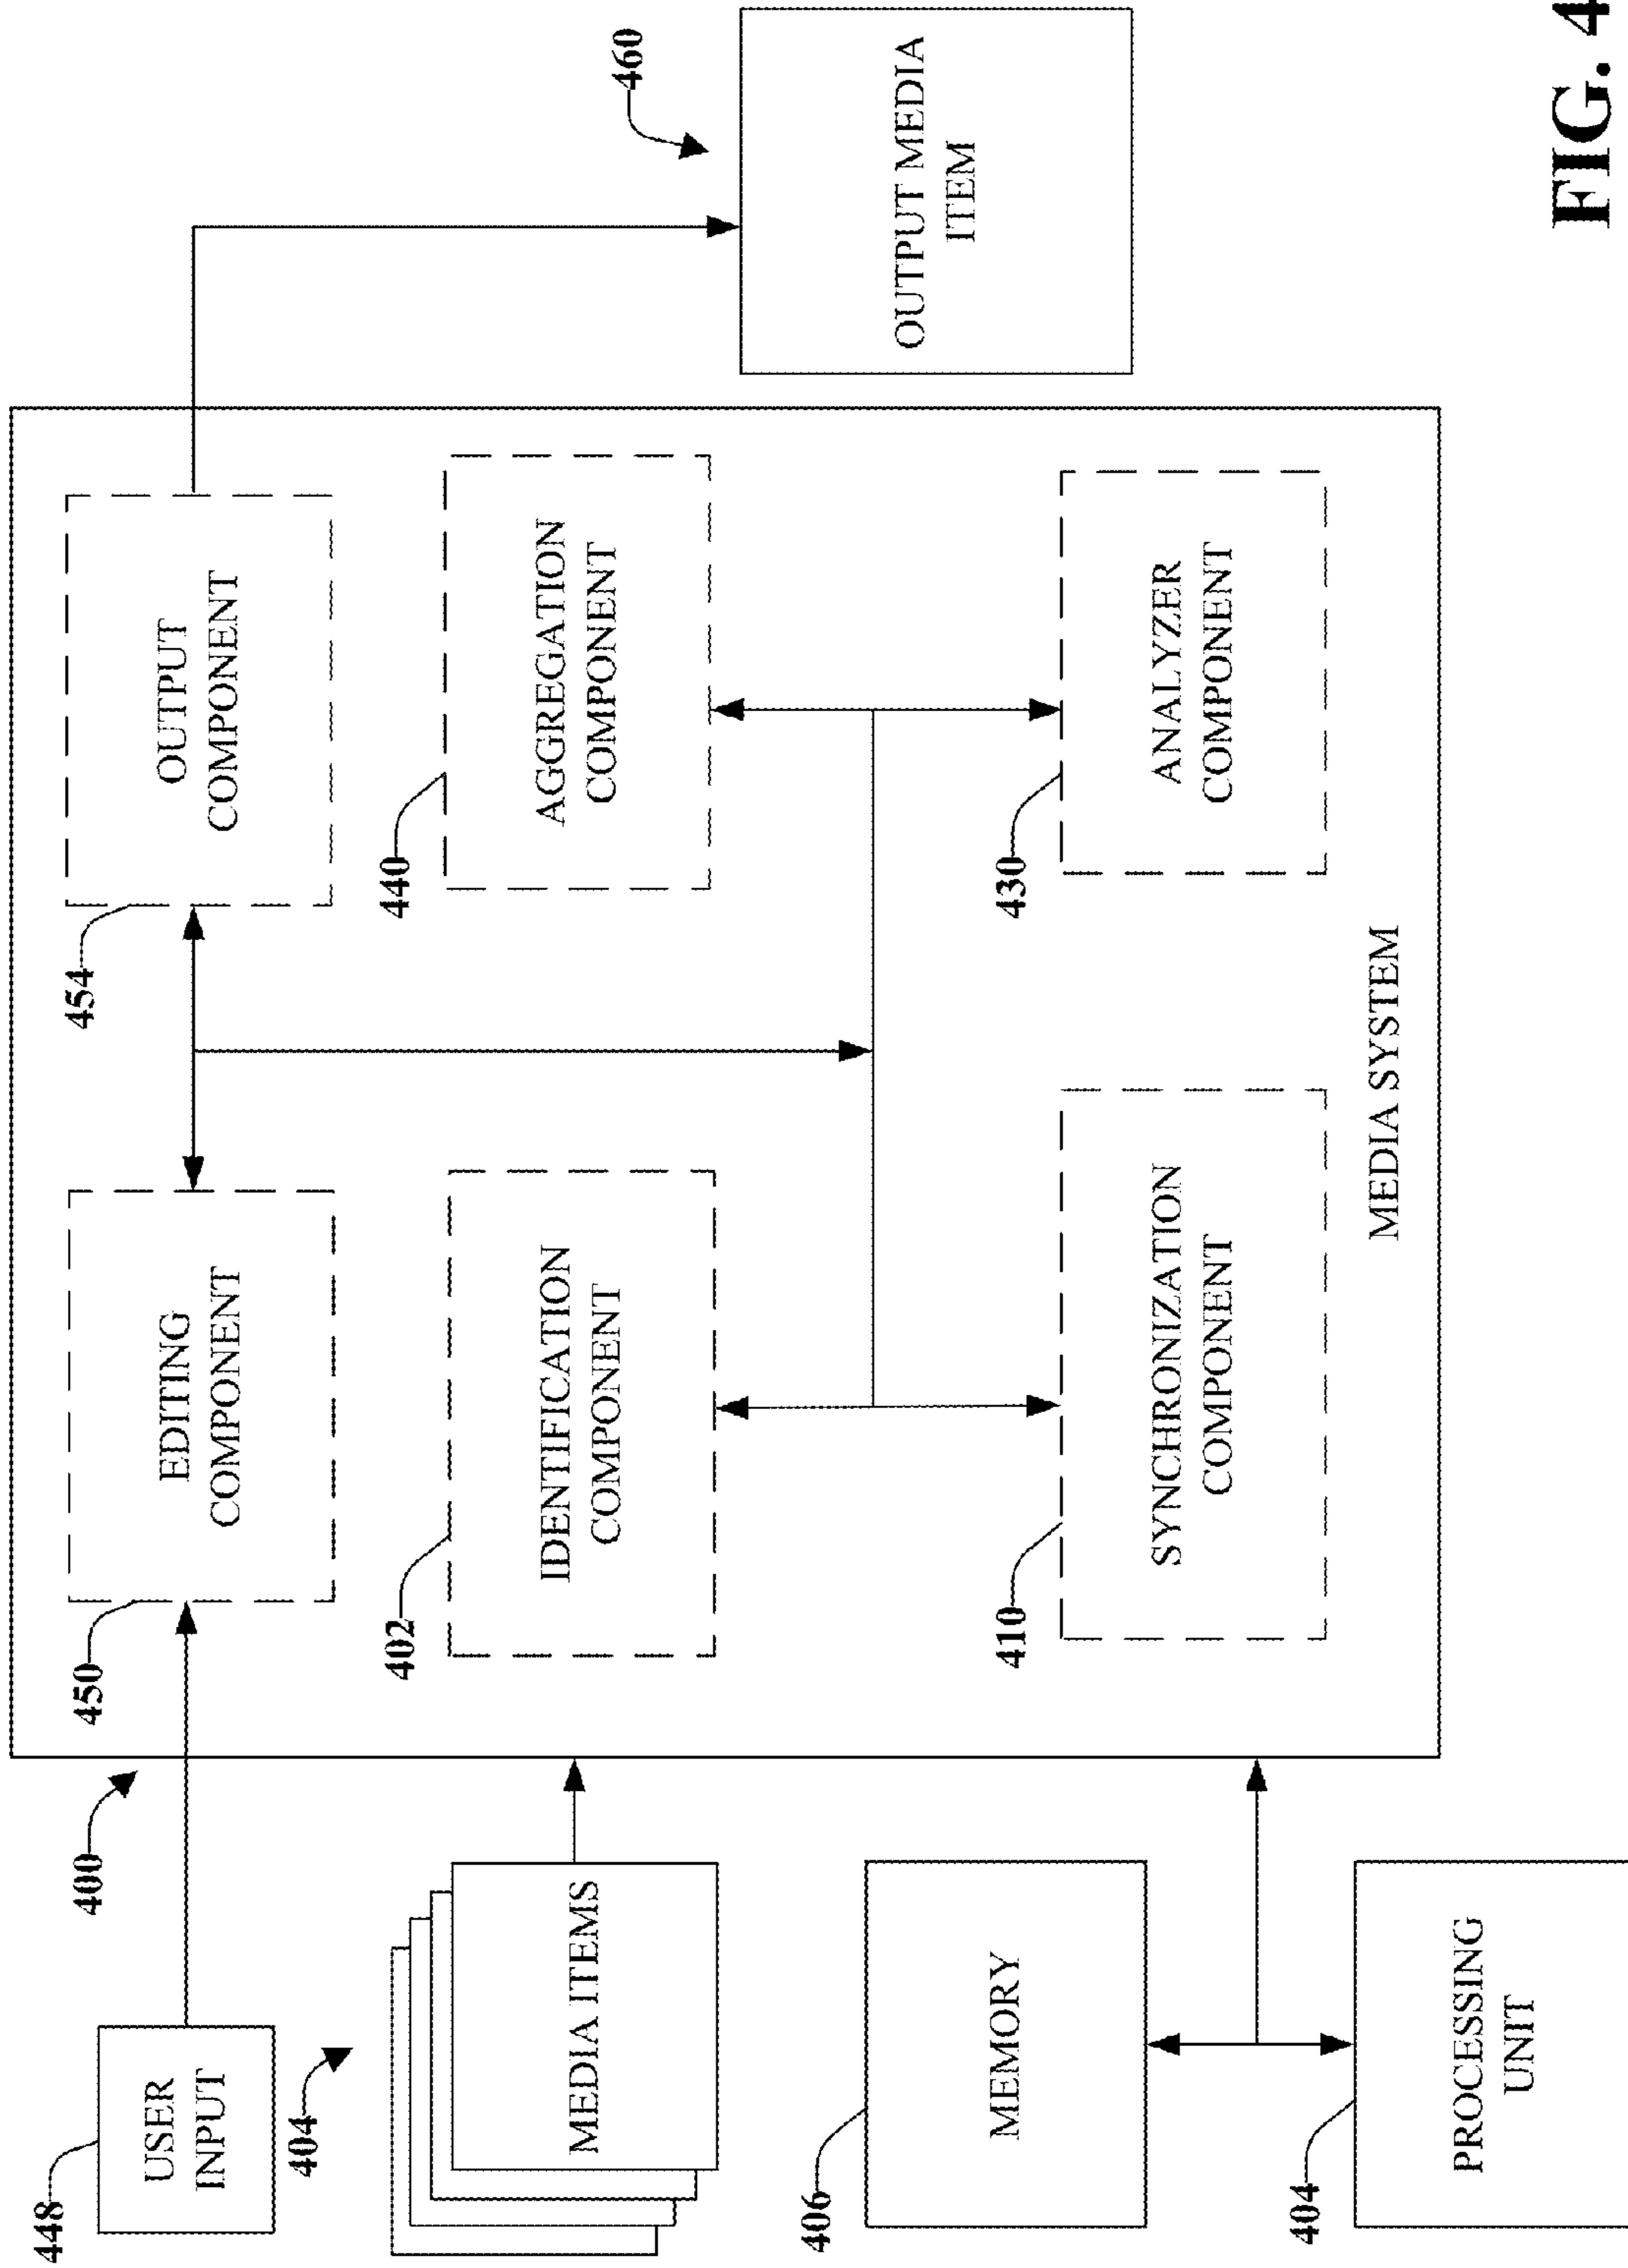 448
USER
INPUT
400
450
EDITING
COMPONENT
454
OUTPUT
COMPONENT
460
404
MEDIA ITEMS
402
IDENTIFICATION
COMPONENT
440
AGGREGATION
COMPONENT
OUTPUT MEDIA
ITEM
406
MEMORY
410
SYNCHRONIZATION
COMPONENT
430
ANALYZER
COMPONENT
404
PROCESSING
UNIT
MEDIA SYSTEM
FIG. 4